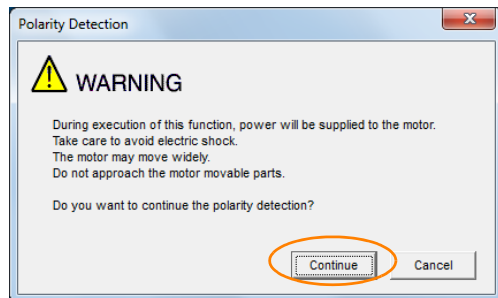 Polarity Detection
WARNING
During execution of this function, power will be supplied to the motor.
Take care to avoid electric shock.
The motor may move widely.
Do not approach the motor movable parts.
Do you want to continue the polarity detection?
Continue
Cancel